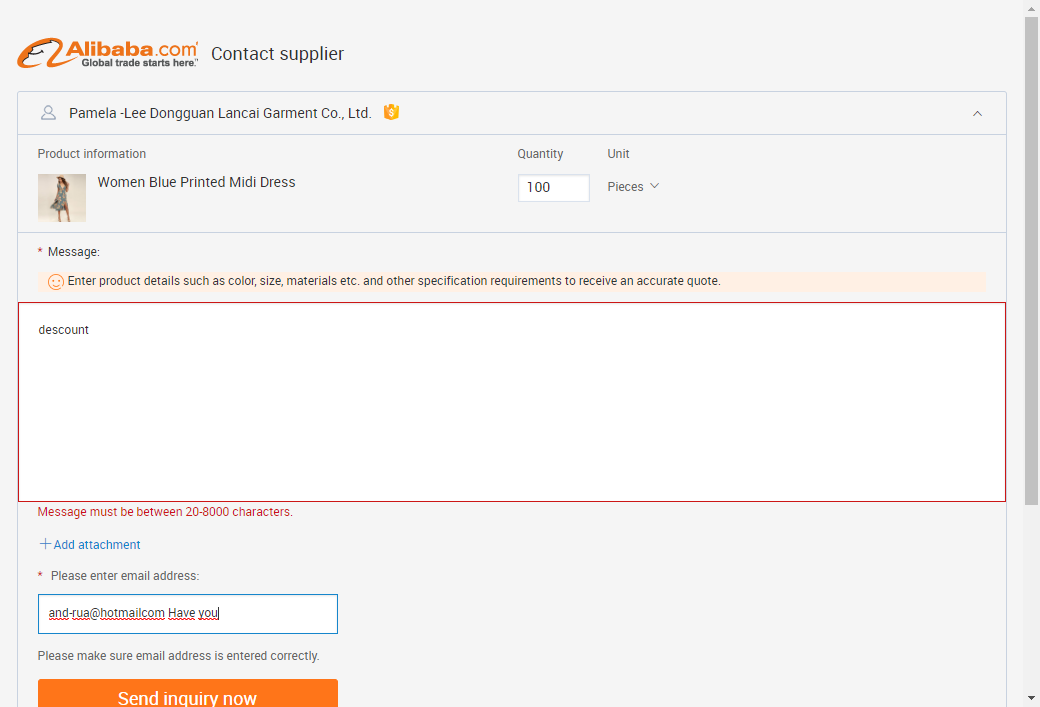 Alibaba.com
Global trade starts here.™
Contact supplier
Pamela -Lee Dongguan Lancai Garment Co., Ltd.
Product information
Quantity
Unit
Women Blue Printed Midi Dress
100
Pieces
* Message:
Enter product details such as color, size, materials etc. and other specification requirements to receive an accurate quote.
descount
Message must be between 20-8000 characters.
Add attachment
* Please enter email address:
and-rua@hotmailcom Have you
Please make sure email address is entered correctly.
Send inquiry now